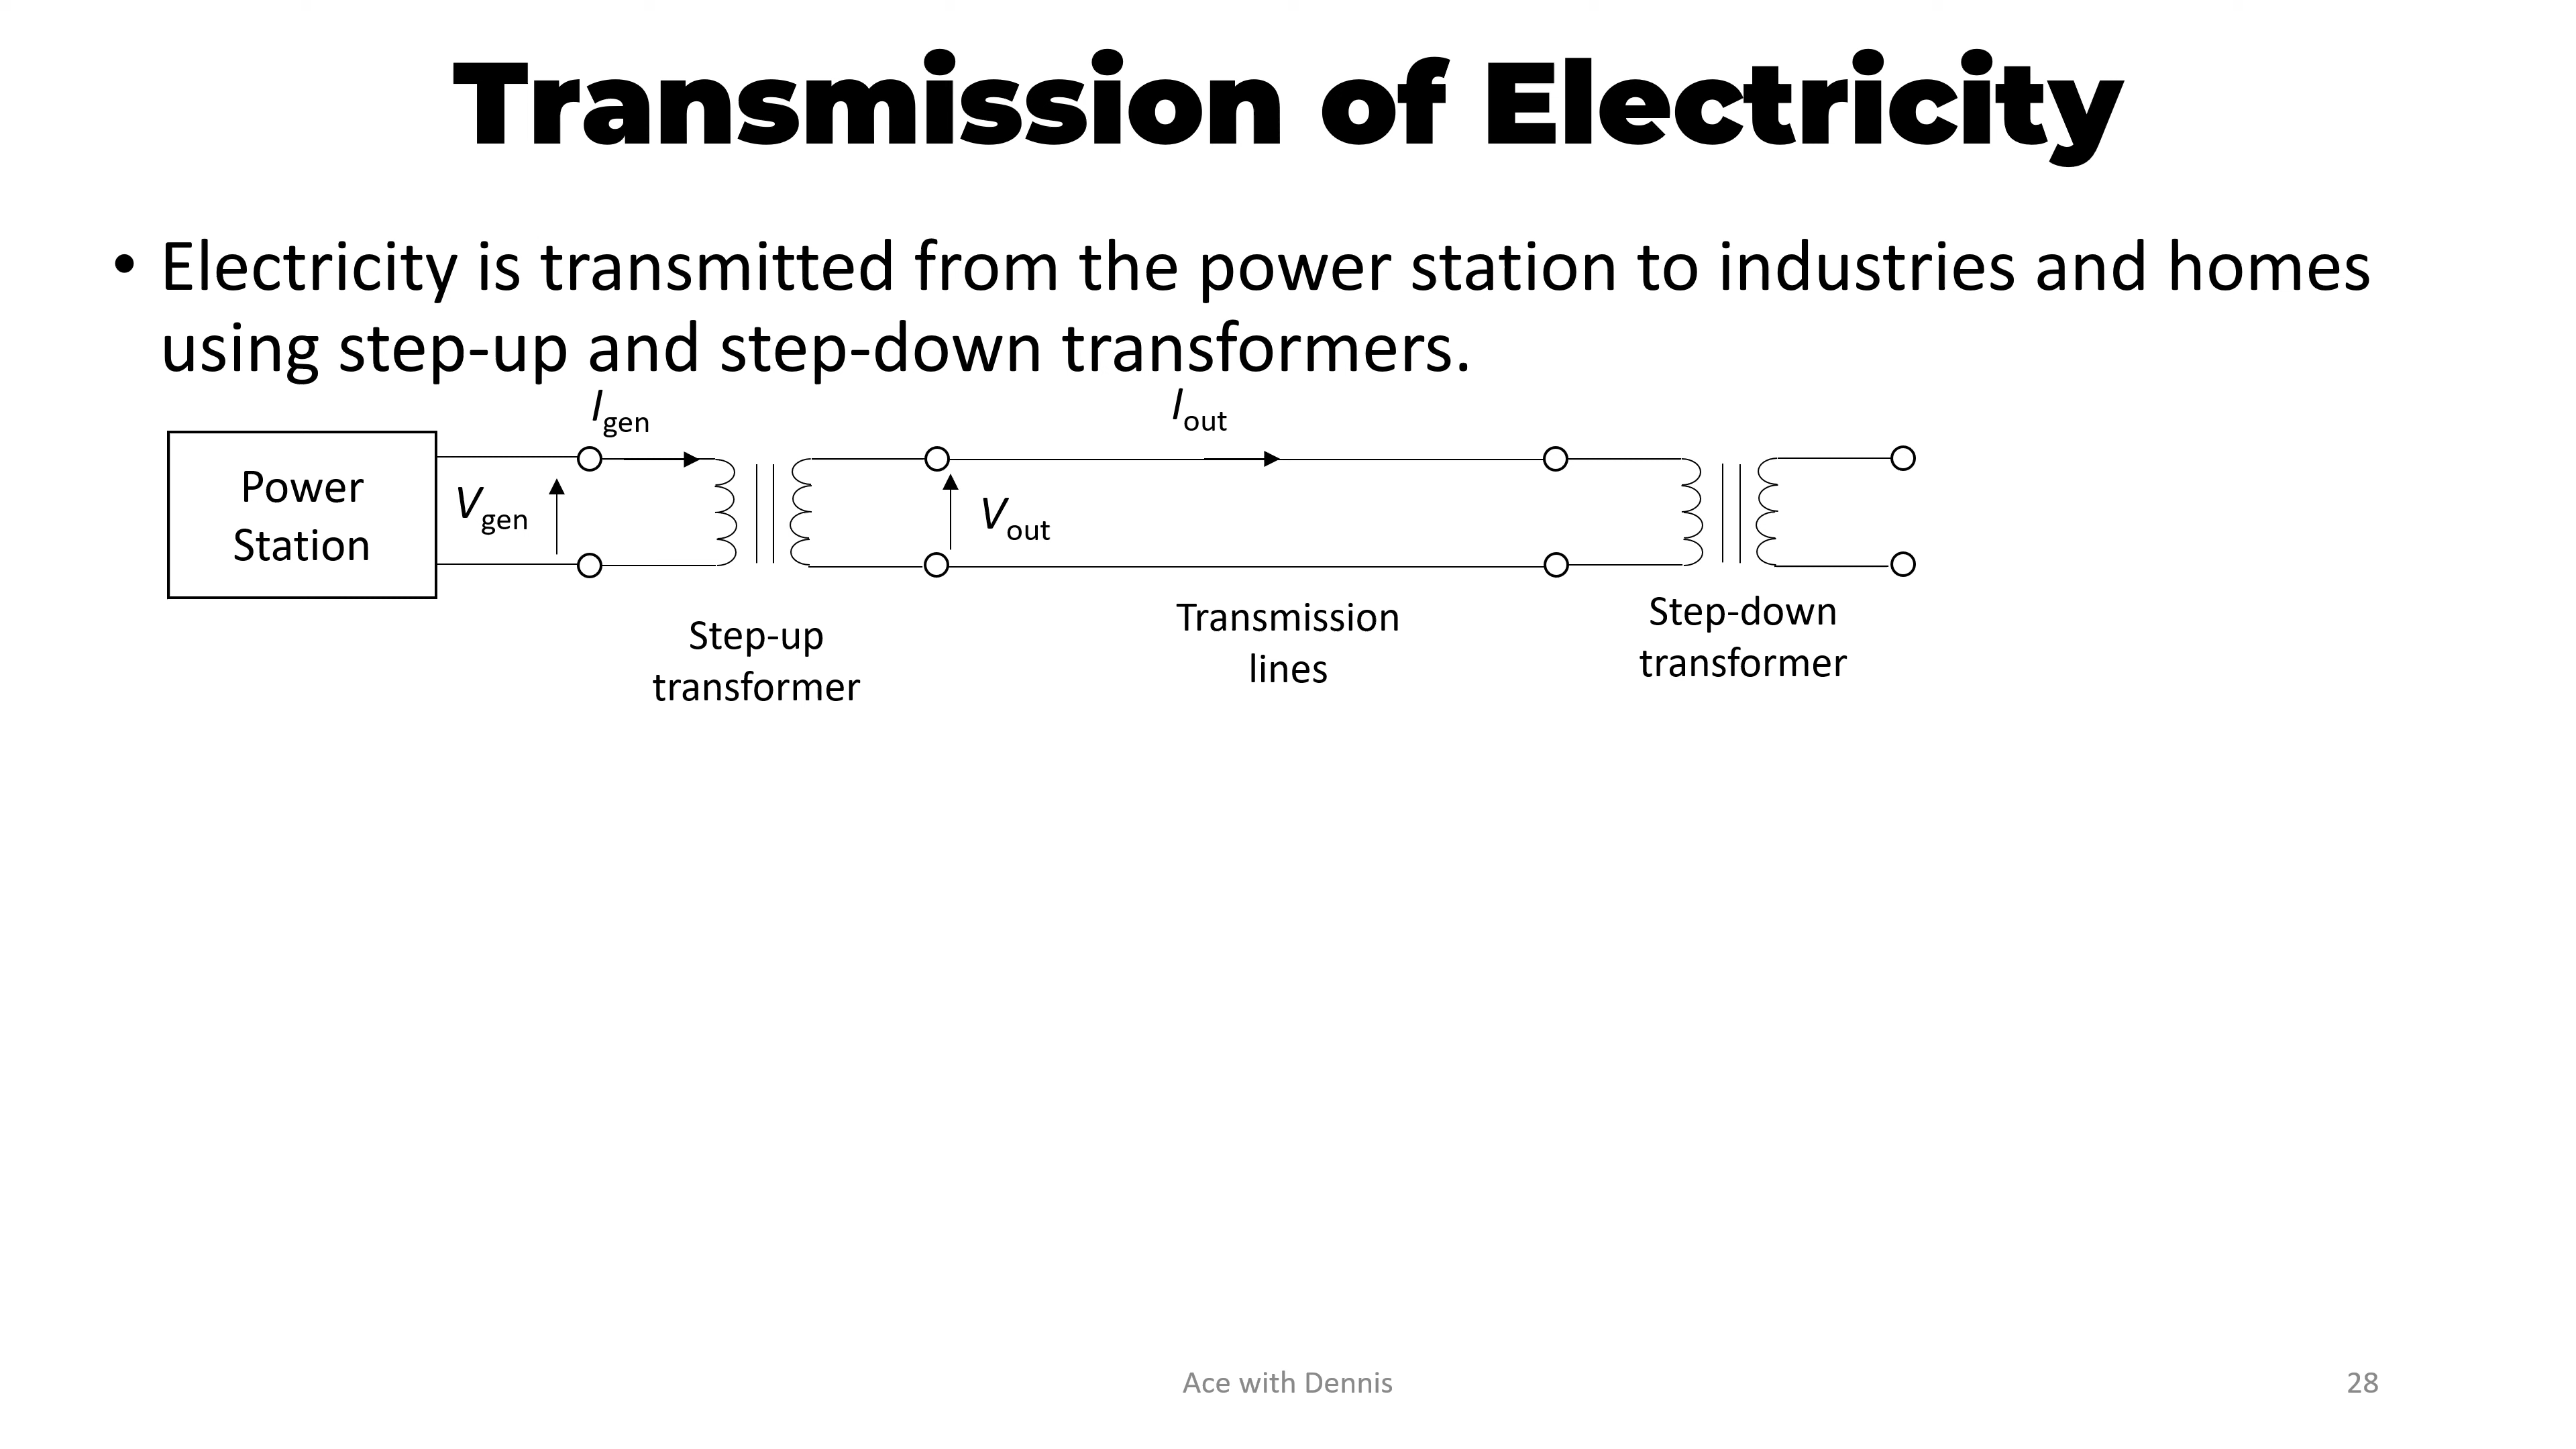 Transmission of Electricity
• Electricity is transmitted from the power station to industries and homes
using step-up and step-down transformers.
Igen
Iout
Power
Station
Vgen
Vout
Step-up
transformer
Transmission
lines
Step-down
transformer
Ace with Dennis
28